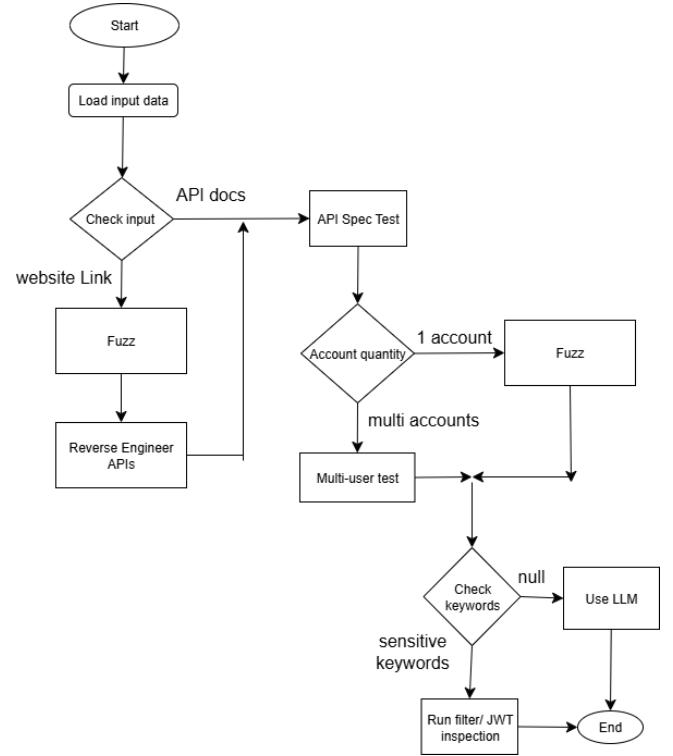 Start
Load input data
Check input
API docs
API Spec Test
website Link
Fuzz
Reverse Engineer
APIs
Account quantity
1 account
Fuzz
multi accounts
Multi-user test
Check
keywords
null
Use LLM
sensitive
keywords
Run filter/ JWT
inspection
End